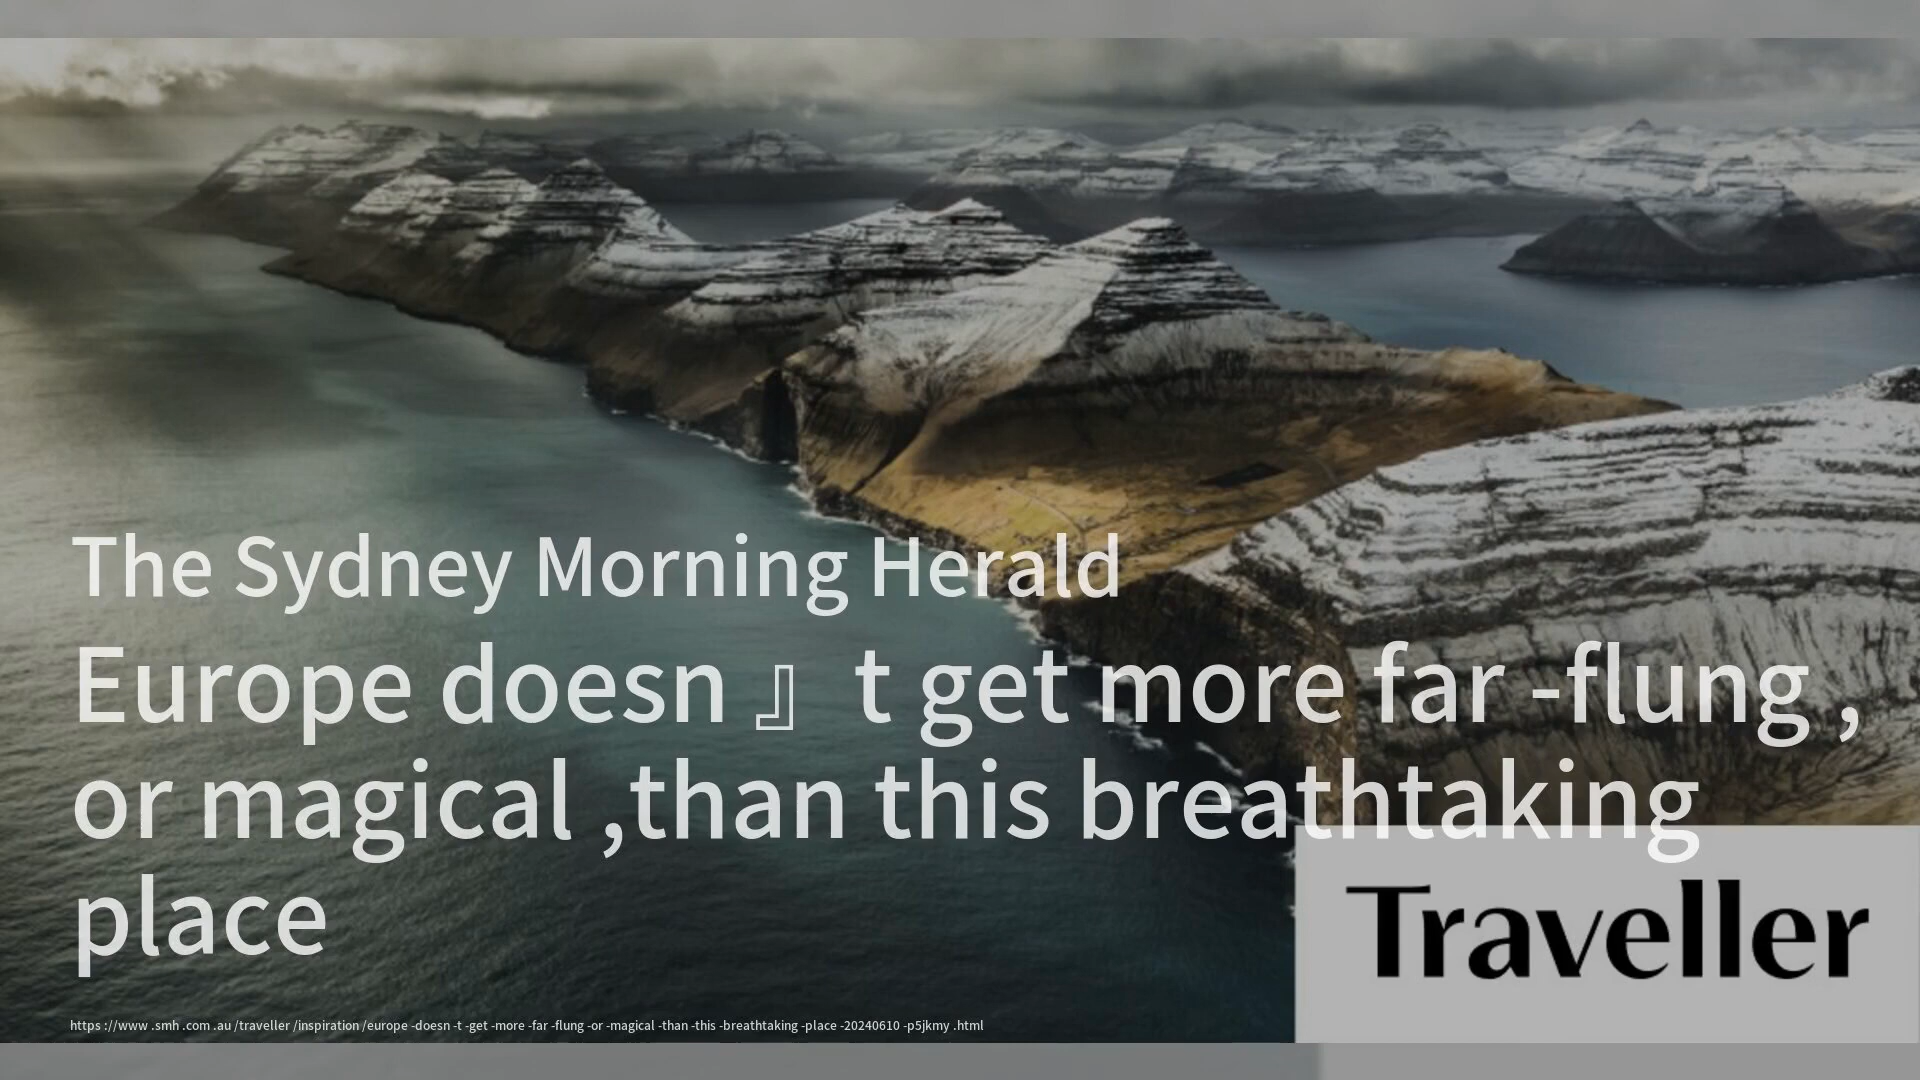 The Sydney Morning Herald
Europe doesn 』 t get more far -flung ,
or magical ,than this breathtaking
place
Traveller
https ://www .smh .com .au /traveller /inspiration /europe -doesn -t -get -more -far -flung -or -magical -than -this -breathtaking -place -20240610 -p5jkmy .html